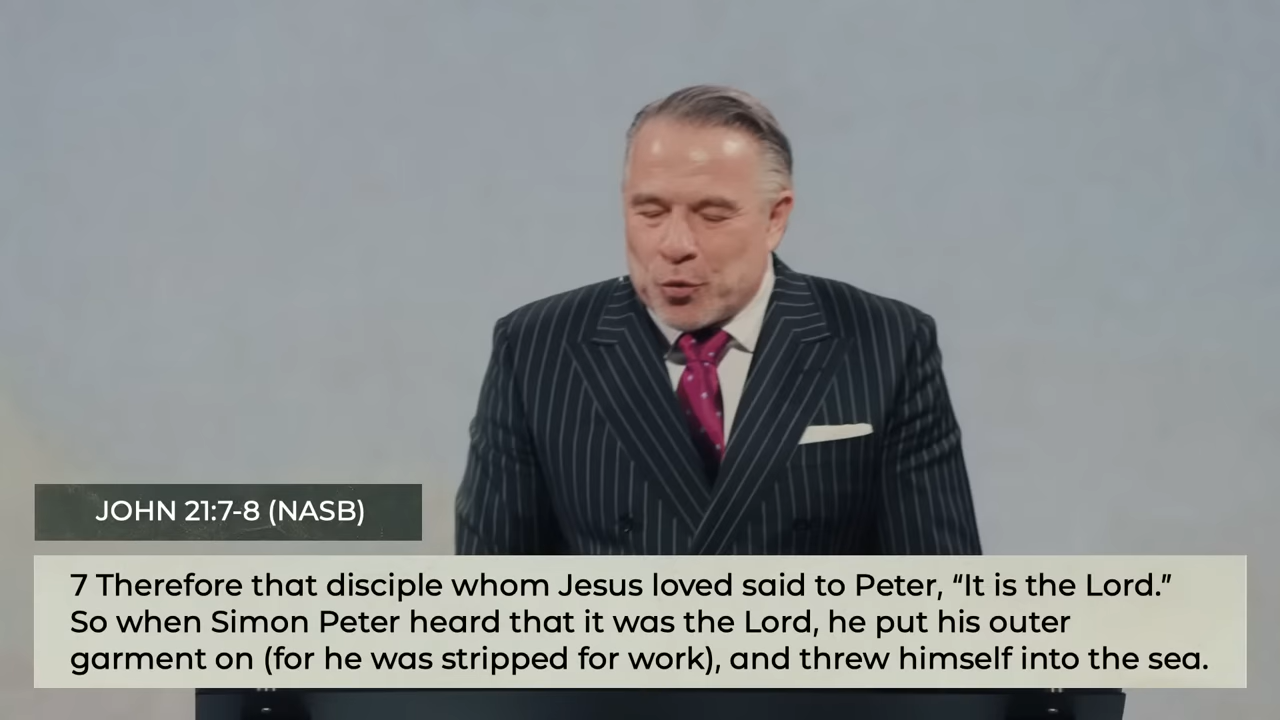 JOHN 21:7-8 (NASB)
7 Therefore that disciple whom Jesus loved said to Peter, “It is the Lord.”
So when Simon Peter heard that it was the Lord, he put his outer
garment on (for he was stripped for work), and threw himself into the sea.